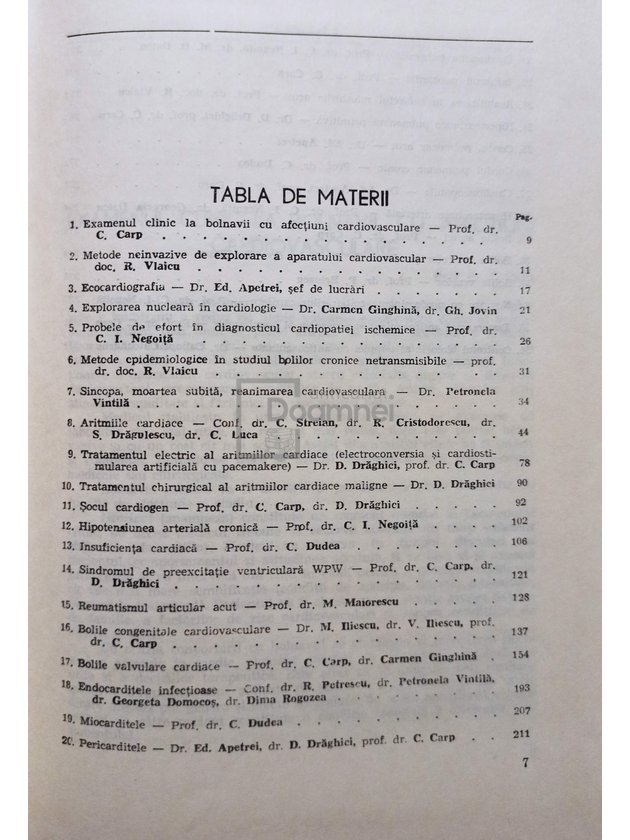 TABLA DE MATERII
Pag.
1. Examenul clinic la bolnavii cu afecțiuni cardiovasculare — Prof. dr.
C. Carp . . . . . . . . . . . . . . 9
2. Metode neinvazive de explorare a aparatului cardiovascular — Prof. dr.
doc. R. Vlaicu . . . . . . . . . . . . . 11
3. Ecocardiografia — Dr. Ed. Apetrei, șef de lucrări . . . . . . 17
4. Explorarea nucleară în cardiologie — Dr. Carmen Ginghină, dr. Gh. Jovin 21
5. Probele de efort în diagnosticul cardiopatiei ischemice — Prof. dr.
C. I. Negoiță . . . . . . . . . . . . . 26
6. Metode epidemiologice în studiul bolilor cronice netransmisibile — prof.
dr. doc. R. Vlaicu . . . . . . . . . . . . 31
7. Sincopa, moartea subită, reanimarea cardiovasculara — Dr. Petronela
Vintilă . . . . . . . . . . . . . . 34
8. Aritmiile cardiace — Conf. dr. C. Streian, dr. R. Cristodorescu, dr.
S. Drăgulescu, dr. C. Luca . . . . . . . . . . 44
9. Tratamentul electric al aritmiilor cardiace (electroconversia și cardiosti-
mularea artificială cu pacemakere) — Dr. D. Drăghici, prof. dr. C. Carp 78
10. Tratamentul chirurgical al aritmiilor cardiace maligne — Dr. D. Drăghici 90
11. Șocul cardiogen — Prof. dr. C. Carp, dr. D. Drăghici . . . . . 92
12. Hipotensiunea arterială cronică — Prof. dr. C. I. Negoiță . . . . 102
13. Insuficiența cardiacă — Prof. dr. C. Dudea . . . . . . . 106
14. Sindromul de preexcitație ventriculară WPW — Prof. dr. C. Carp, dr.
D. Drăghici . . . . . . . . . . . . . 121
15. Reumatismul articular acut — Prof. dr. M. Maiorescu . . . . . 128
16. Bolile congenitale cardiovasculare — Dr. M. Iliescu, dr. V. Iliescu, prof.
dr. C. Carp . . . . . . . . . . . . . 137
17. Bolile valvulare cardiace — Prof. dr. C. Carp, dr. Carmen Ginghină . 154
18. Endocarditele infecțioase — Conf. dr. R. Petrescu, dr. Petronela Vintilă,
dr. Georgeta Domocoș, dr. Dima Rogozea . . . . . . . 193
19. Miocarditele — Prof. dr. C. Dudea . . . . . . . . . 207
20. Pericarditele — Dr. Ed. Apetrei, dr. D. Drăghici, prof. dr. C. Carp . . 211
7